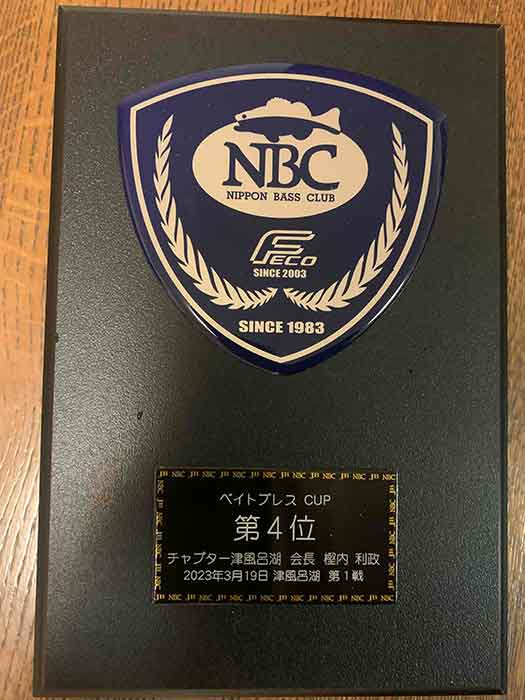 NBC
NIPPON BASS CLUB
FECO
SINCE 2003
SINCE 1983
ベイトブレス CUP
第4位
チャプター津風呂湖 会長 樫内 利政
2023年3月19日 津風呂湖 第1戦